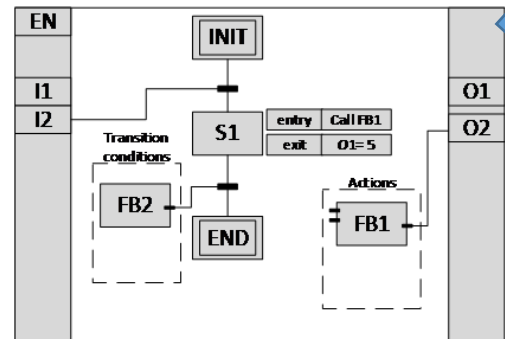 EN
INIT
I1
I2
O1
O2
S1
entry
Call FB1
exit
O1= 5
Transition
conditions
FB2
Actions
FB1
END